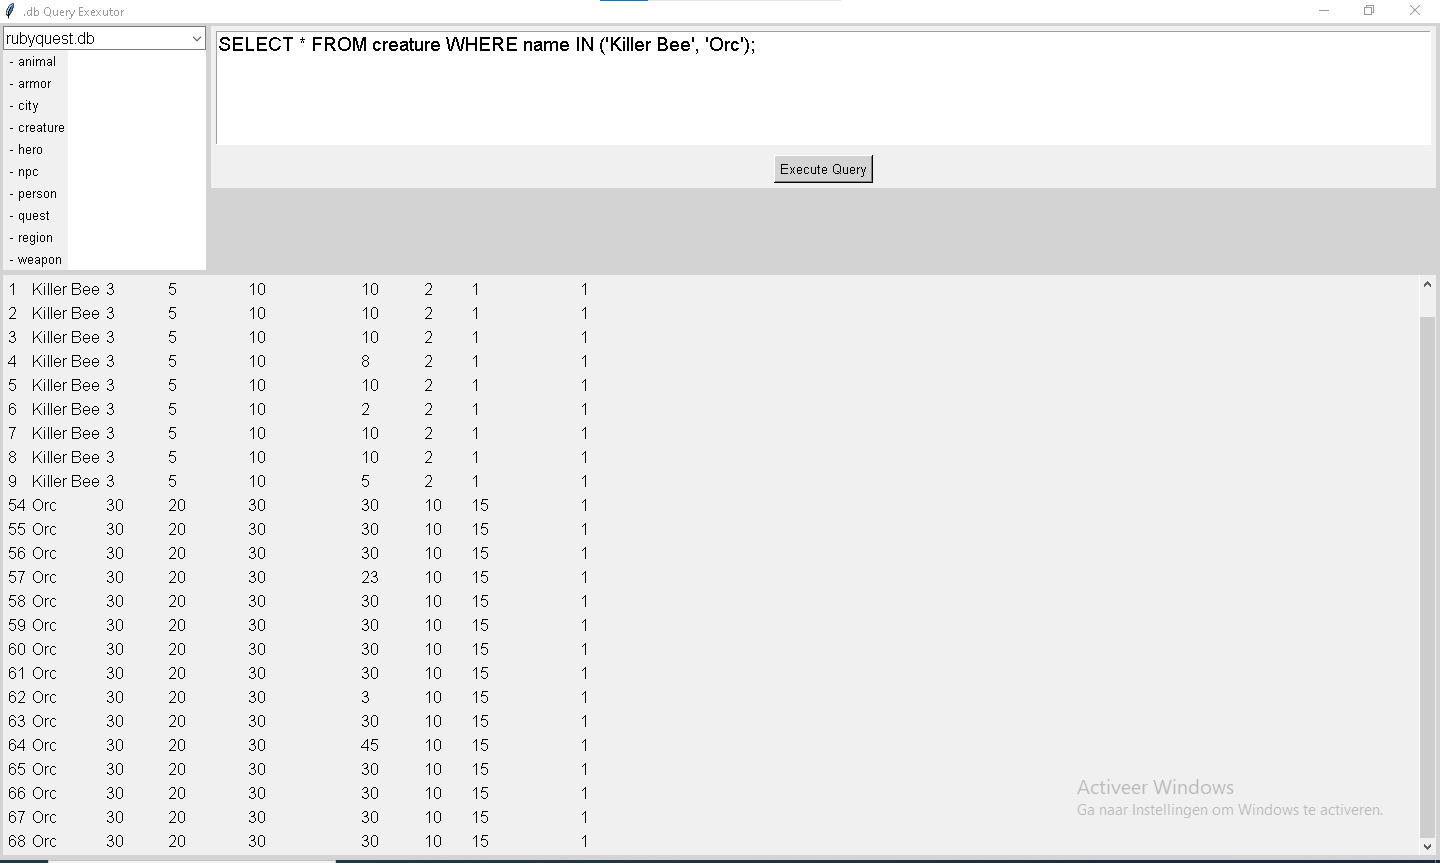 .db Query Exexutor
rubyquest.db
- animal
- armor
- city
- creature
- hero
- npc
- person
- quest
- region
- weapon
SELECT * FROM creature WHERE name IN ('Killer Bee', 'Orc');
Execute Query
1 Killer Bee 3 5 10 10 2 1 1
2 Killer Bee 3 5 10 10 2 1 1
3 Killer Bee 3 5 10 10 2 1 1
4 Killer Bee 3 5 10 8 2 1 1
5 Killer Bee 3 5 10 10 2 1 1
6 Killer Bee 3 5 10 2 2 1 1
7 Killer Bee 3 5 10 10 2 1 1
8 Killer Bee 3 5 10 10 2 1 1
9 Killer Bee 3 5 10 5 2 1 1
54 Orc 30 20 30 30 10 15 1
55 Orc 30 20 30 30 10 15 1
56 Orc 30 20 30 30 10 15 1
57 Orc 30 20 30 23 10 15 1
58 Orc 30 20 30 30 10 15 1
59 Orc 30 20 30 30 10 15 1
60 Orc 30 20 30 30 10 15 1
61 Orc 30 20 30 30 10 15 1
62 Orc 30 20 30 3 10 15 1
63 Orc 30 20 30 30 10 15 1
64 Orc 30 20 30 45 10 15 1
65 Orc 30 20 30 30 10 15 1
66 Orc 30 20 30 30 10 15 1
67 Orc 30 20 30 30 10 15 1
68 Orc 30 20 30 30 10 15 1
Activeer Windows
Ga naar Instellingen om Windows te activeren.